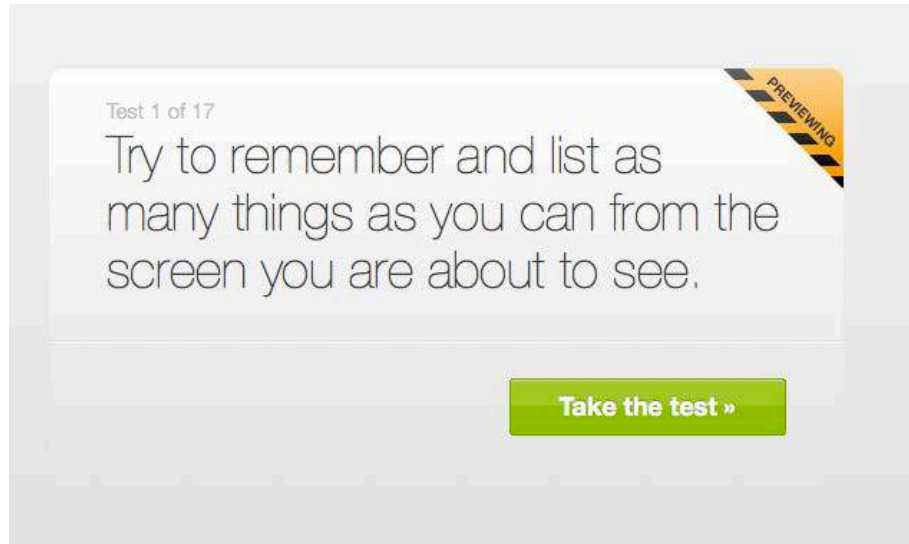 PREVIEWING
Test 1 of 17
Try to remember and list as
many things as you can from the
screen you are about to see.
Take the test »